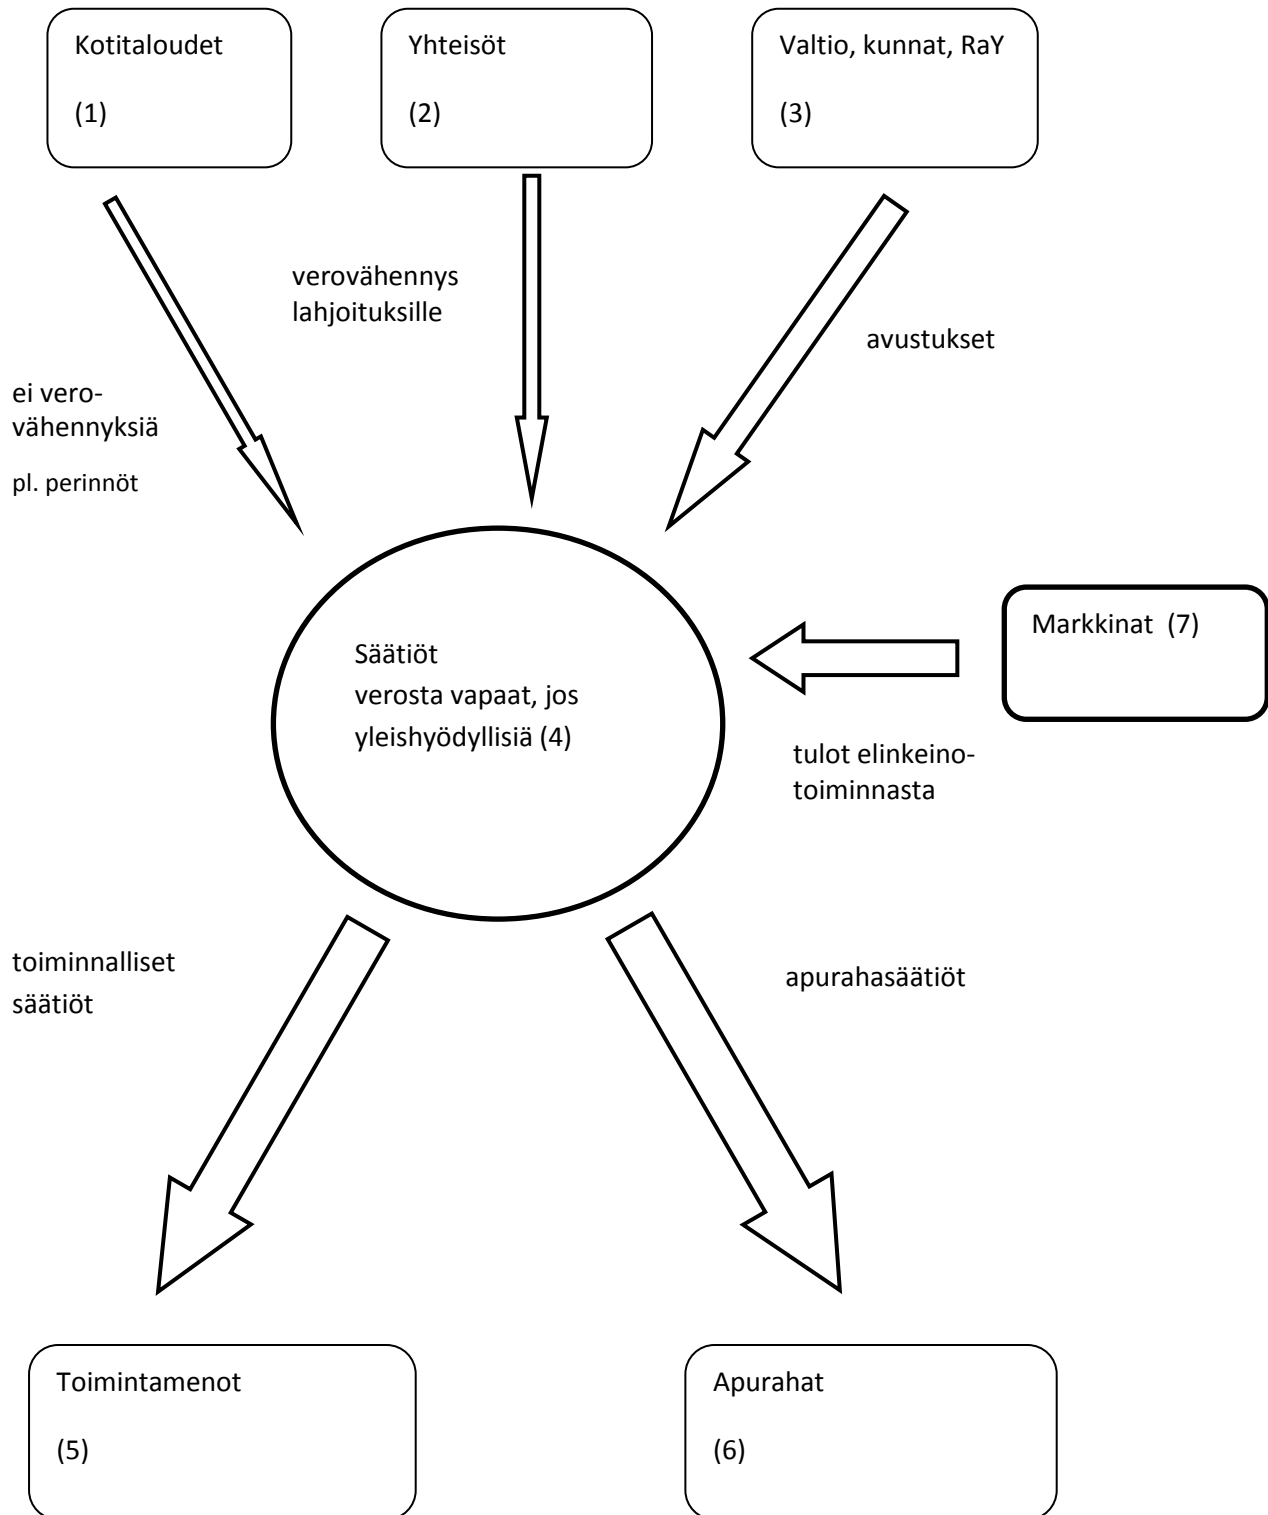 Kotitaloudet
(1)
Yhteisöt
(2)
Valtio, kunnat, RaY
(3)
verovähennys
lahjoituksille
avustukset
ei vero-
vähennyksiä
pl. perinnöt
Säätiöt
verosta vapaat, jos
yleishyödyllisiä (4)
Markkinat (7)
tulot elinkeino-
toiminnasta
toiminnalliset
säätiöt
apurahasäätiöt
Toimintamenot
(5)
Apurahat
(6)